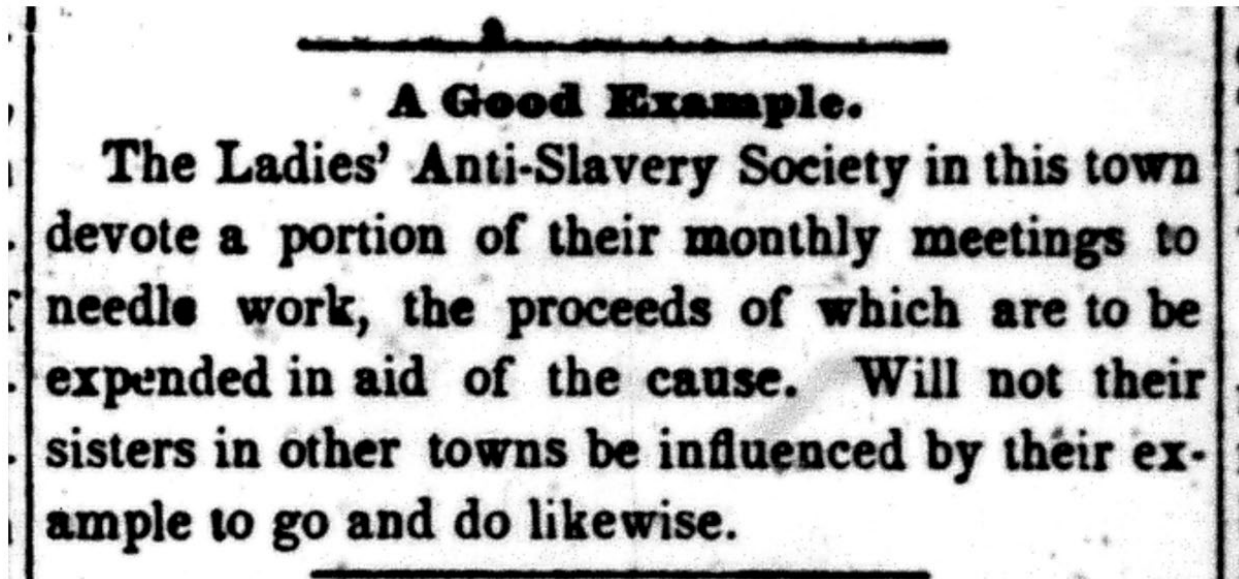 A Good Example.
The Ladies' Anti-Slavery Society in this town
devote a portion of their monthly meetings to
needle work, the proceeds of which are to be
expended in aid of the cause. Will not their
sisters in other towns be influenced by their ex-
ample to go and do likewise.